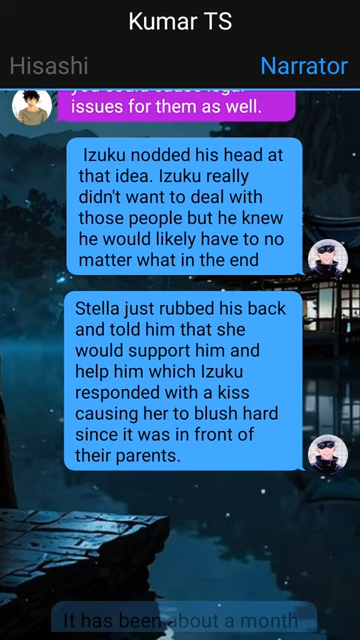 Kumar TS
Hisashi
Narrator
issues for them as well.
Izuku nodded his head at
that idea. Izuku really
didn't want to deal with
those people but he knew
he would likely have to no
matter what in the end
Stella just rubbed his back
and told him that she
would support him and
help him which Izuku
responded with a kiss
causing her to blush hard
since it was in front of
their parents.
It has been about a month